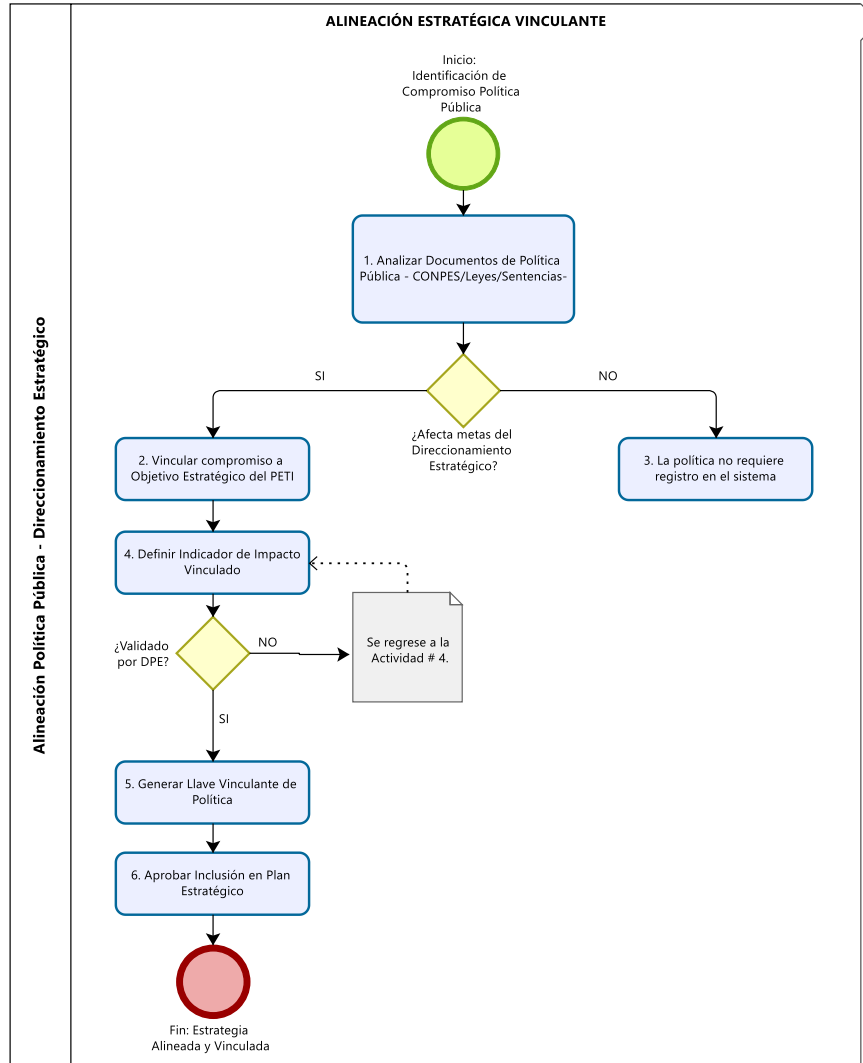 ALINEACIÓN ESTRATÉGICA VINCULANTE
Alineación Política Pública - Direccionamiento Estratégico
Inicio:
Identificación de
Compromiso Política
Pública
1. Analizar Documentos de Política
Pública - CONPES/Leyes/Sentencias-
SI
NO
¿Afecta metas del
Direccionamiento
Estratégico?
2. Vincular compromiso a
Objetivo Estratégico del PETI
3. La política no requiere
registro en el sistema
4. Definir Indicador de Impacto
Vinculado
¿Validado
por DPE?
NO
Se regrese a la
Actividad # 4.
SI
5. Generar Llave Vinculante de
Política
6. Aprobar Inclusión en Plan
Estratégico
Fin: Estrategia
Alineada y Vinculada